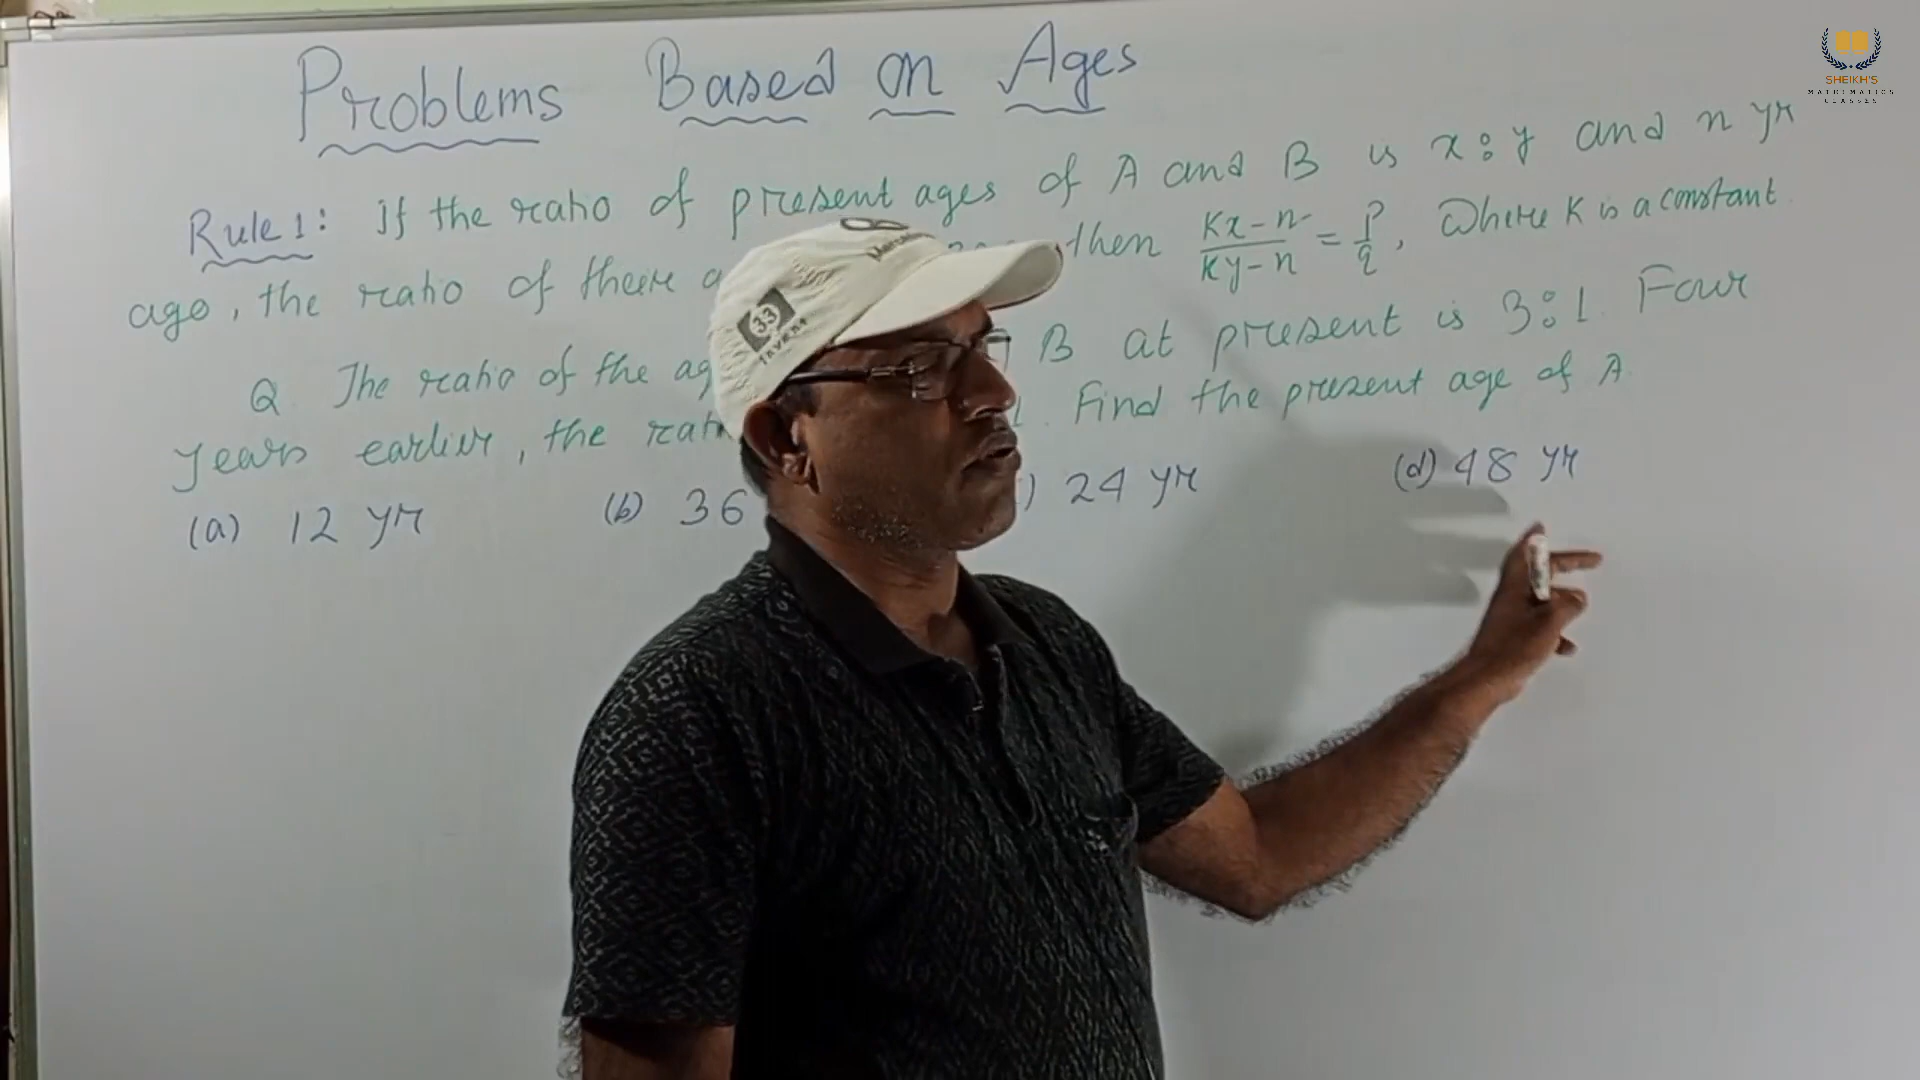 Problems Based on Ages
Rule 1: If the ratio of present ages of A and B is x:y and n yr
ago, the ratio of there then Kx-n/Ky-n = p/q, Where K is a constant.
Q. The ratio of the B at present is 3:1. Four
years earlier, the 1. Find the present age of A.
(a) 12 yr (b) 36 ) 24 yr (d) 48 yr
SHEIKH'S
MATHEMATICS
CLASSES
33
invent